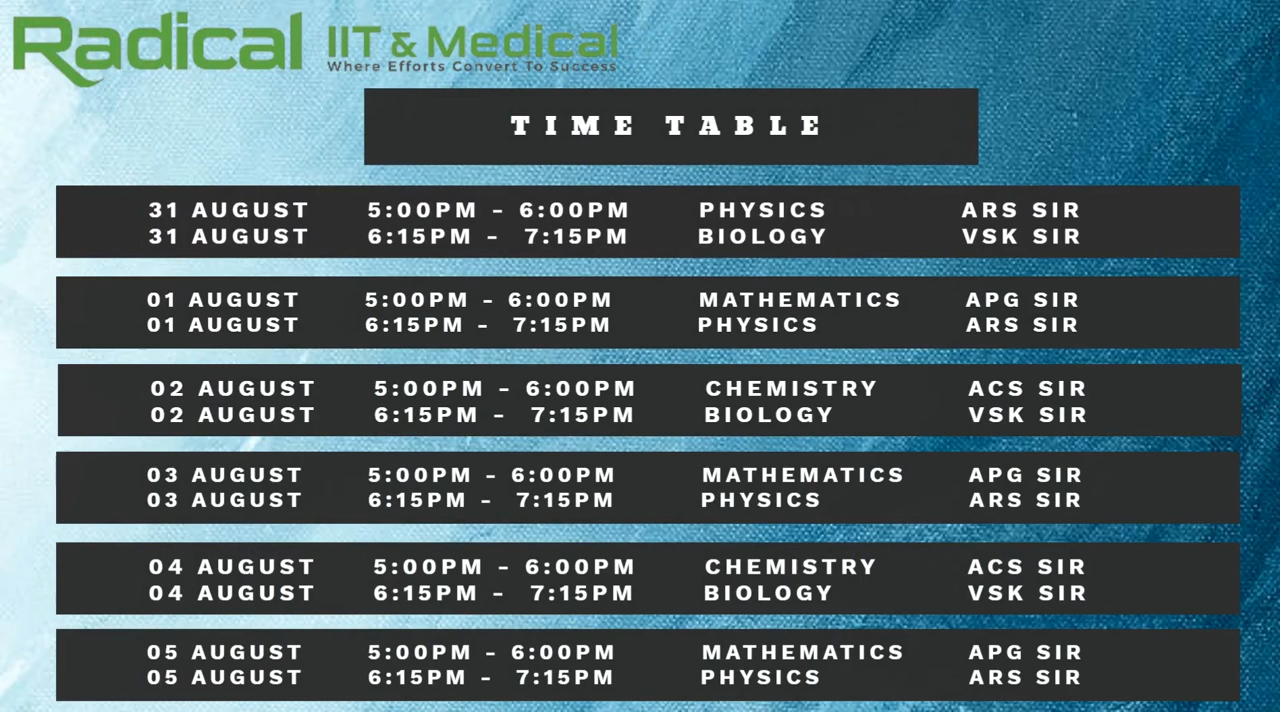 Radical IIT & Medical
Where Efforts Convert To Success
TIME TABLE
31 AUGUST 5:00PM - 6:00PM PHYSICS ARS SIR
31 AUGUST 6:15PM - 7:15PM BIOLOGY VSK SIR
01 AUGUST 5:00PM - 6:00PM MATHEMATICS APG SIR
01 AUGUST 6:15PM - 7:15PM PHYSICS ARS SIR
02 AUGUST 5:00PM - 6:00PM CHEMISTRY ACS SIR
02 AUGUST 6:15PM - 7:15PM BIOLOGY VSK SIR
03 AUGUST 5:00PM - 6:00PM MATHEMATICS APG SIR
03 AUGUST 6:15PM - 7:15PM PHYSICS ARS SIR
04 AUGUST 5:00PM - 6:00PM CHEMISTRY ACS SIR
04 AUGUST 6:15PM - 7:15PM BIOLOGY VSK SIR
05 AUGUST 5:00PM - 6:00PM MATHEMATICS APG SIR
05 AUGUST 6:15PM - 7:15PM PHYSICS ARS SIR